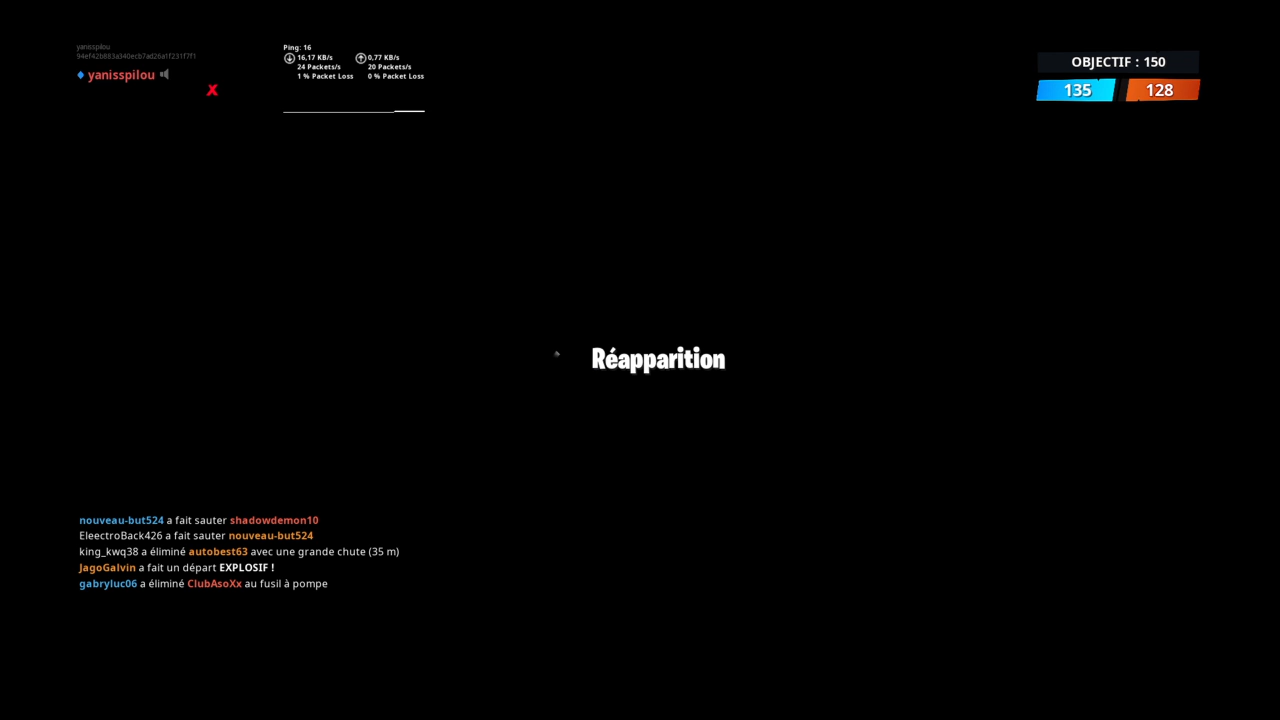 yanisspilou
yanisspilou
Ping: 16
16,17 KB/s
0,77 KB/s
24 Packets/s
20 Packets/s
1 % Packet Loss
0 % Packet Loss
OBJECTIF : 150
135
128
Réapparition
nouveau-but524 a fait sauter shadowdemon10
EleectroBack426 a fait sauter nouveau-but524
king_kwq38 a éliminé autobest63 avec une grande chute (35 m)
JagoGalvin a fait un départ EXPLOSIF !
gabryluc06 a éliminé ClubAsoXx au fusil à pompe